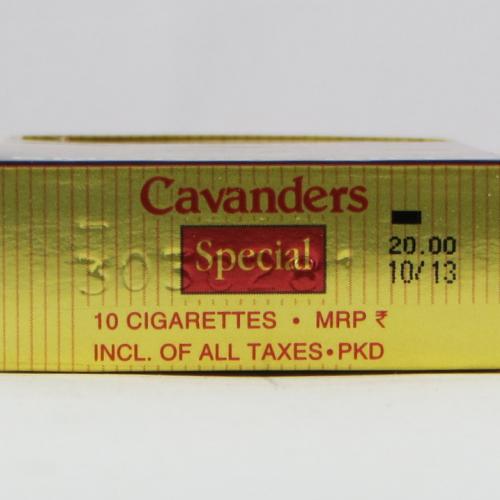 Cavanders
Special
20.00
10/13
10 CIGARETTES • MRP ₹
INCL. OF ALL TAXES • PKD